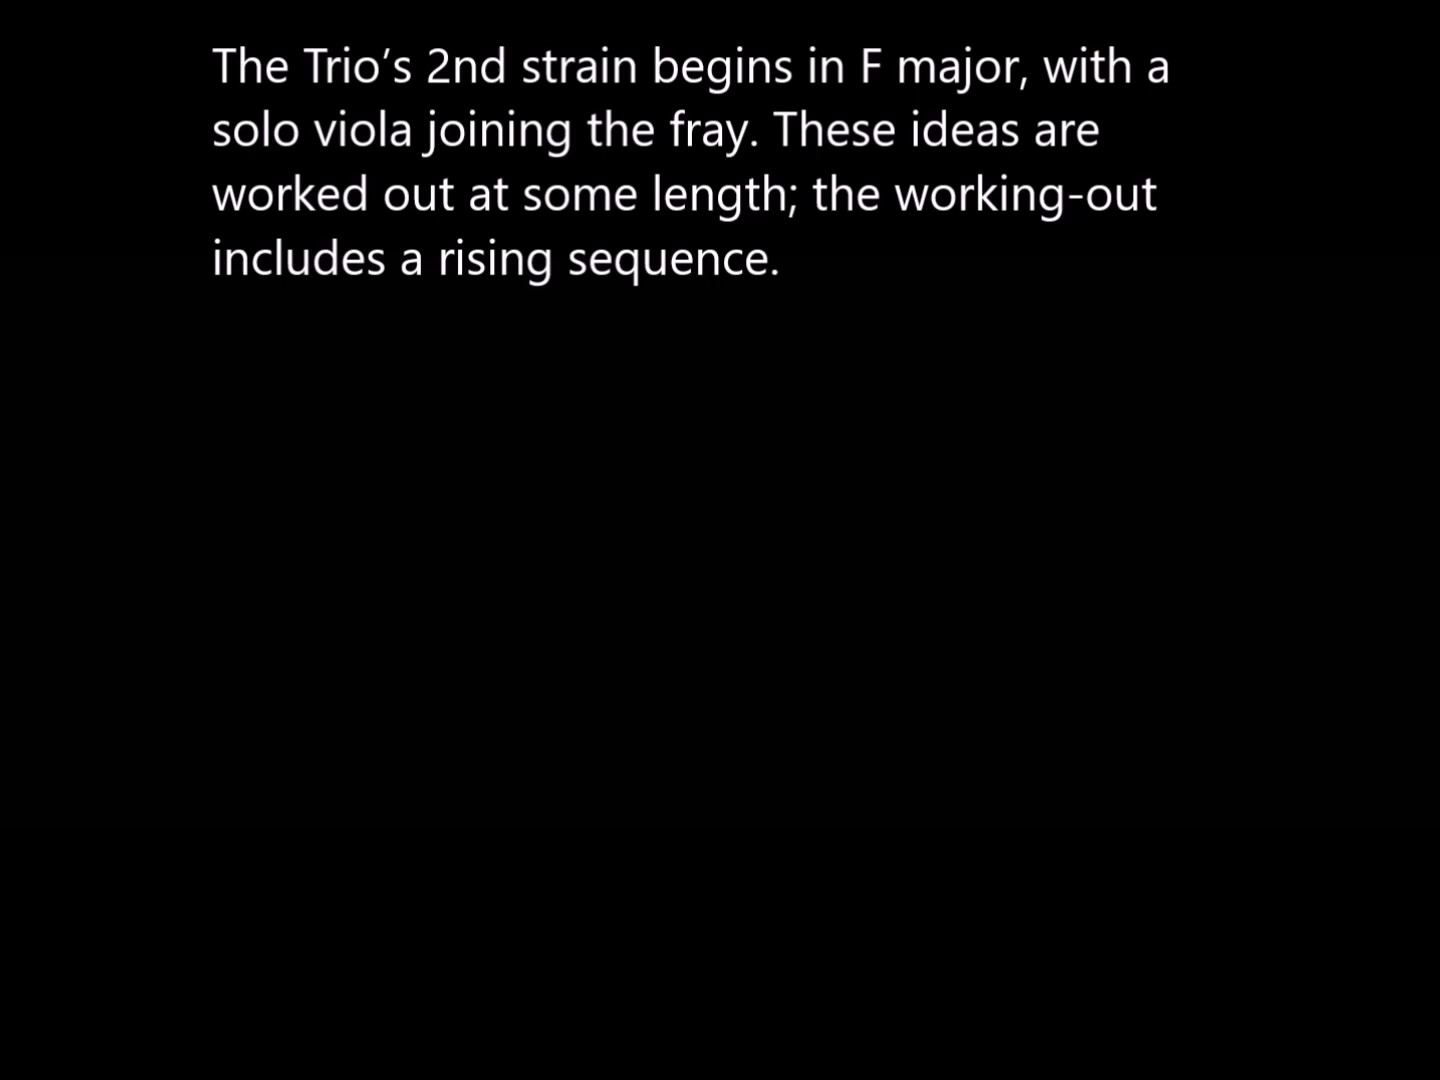 The Trio’s 2nd strain begins in F major, with a
solo viola joining the fray. These ideas are
worked out at some length; the working-out
includes a rising sequence.